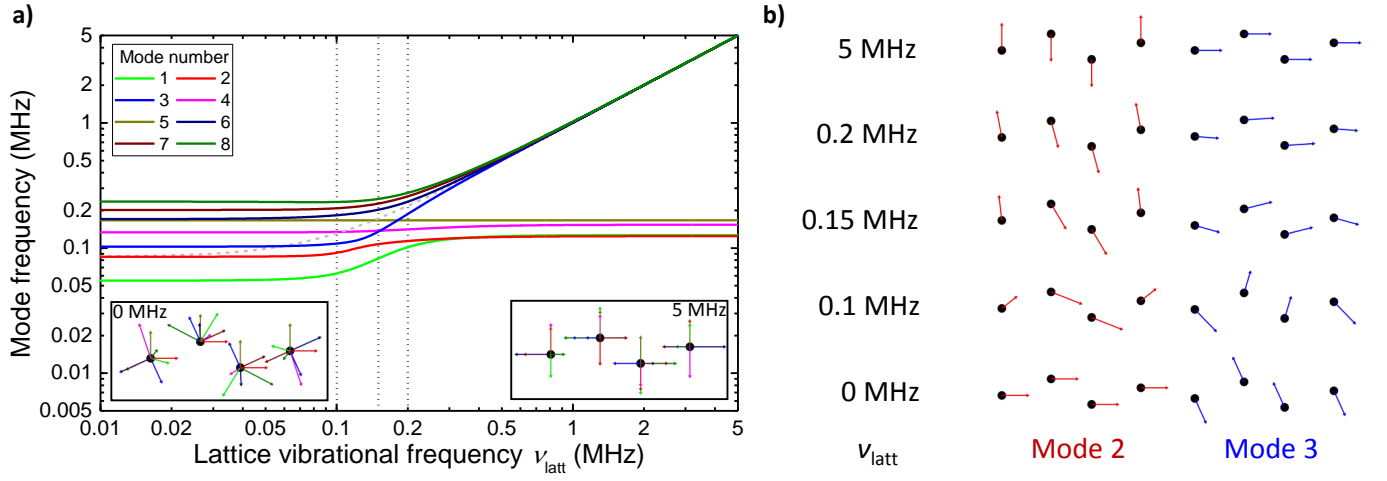 a)
Mode frequency (MHz)
5
2
1
0.5
0.2
0.1
0.05
0.02
0.01
0.005
Mode number
1 2
3 4
5 6
7 8
0 MHz
5 MHz
0.01 0.02 0.05 0.1 0.2 0.5 1 2 5
Lattice vibrational frequency νlatt (MHz)
b)
5 MHz
0.2 MHz
0.15 MHz
0.1 MHz
0 MHz
νlatt Mode 2 Mode 3